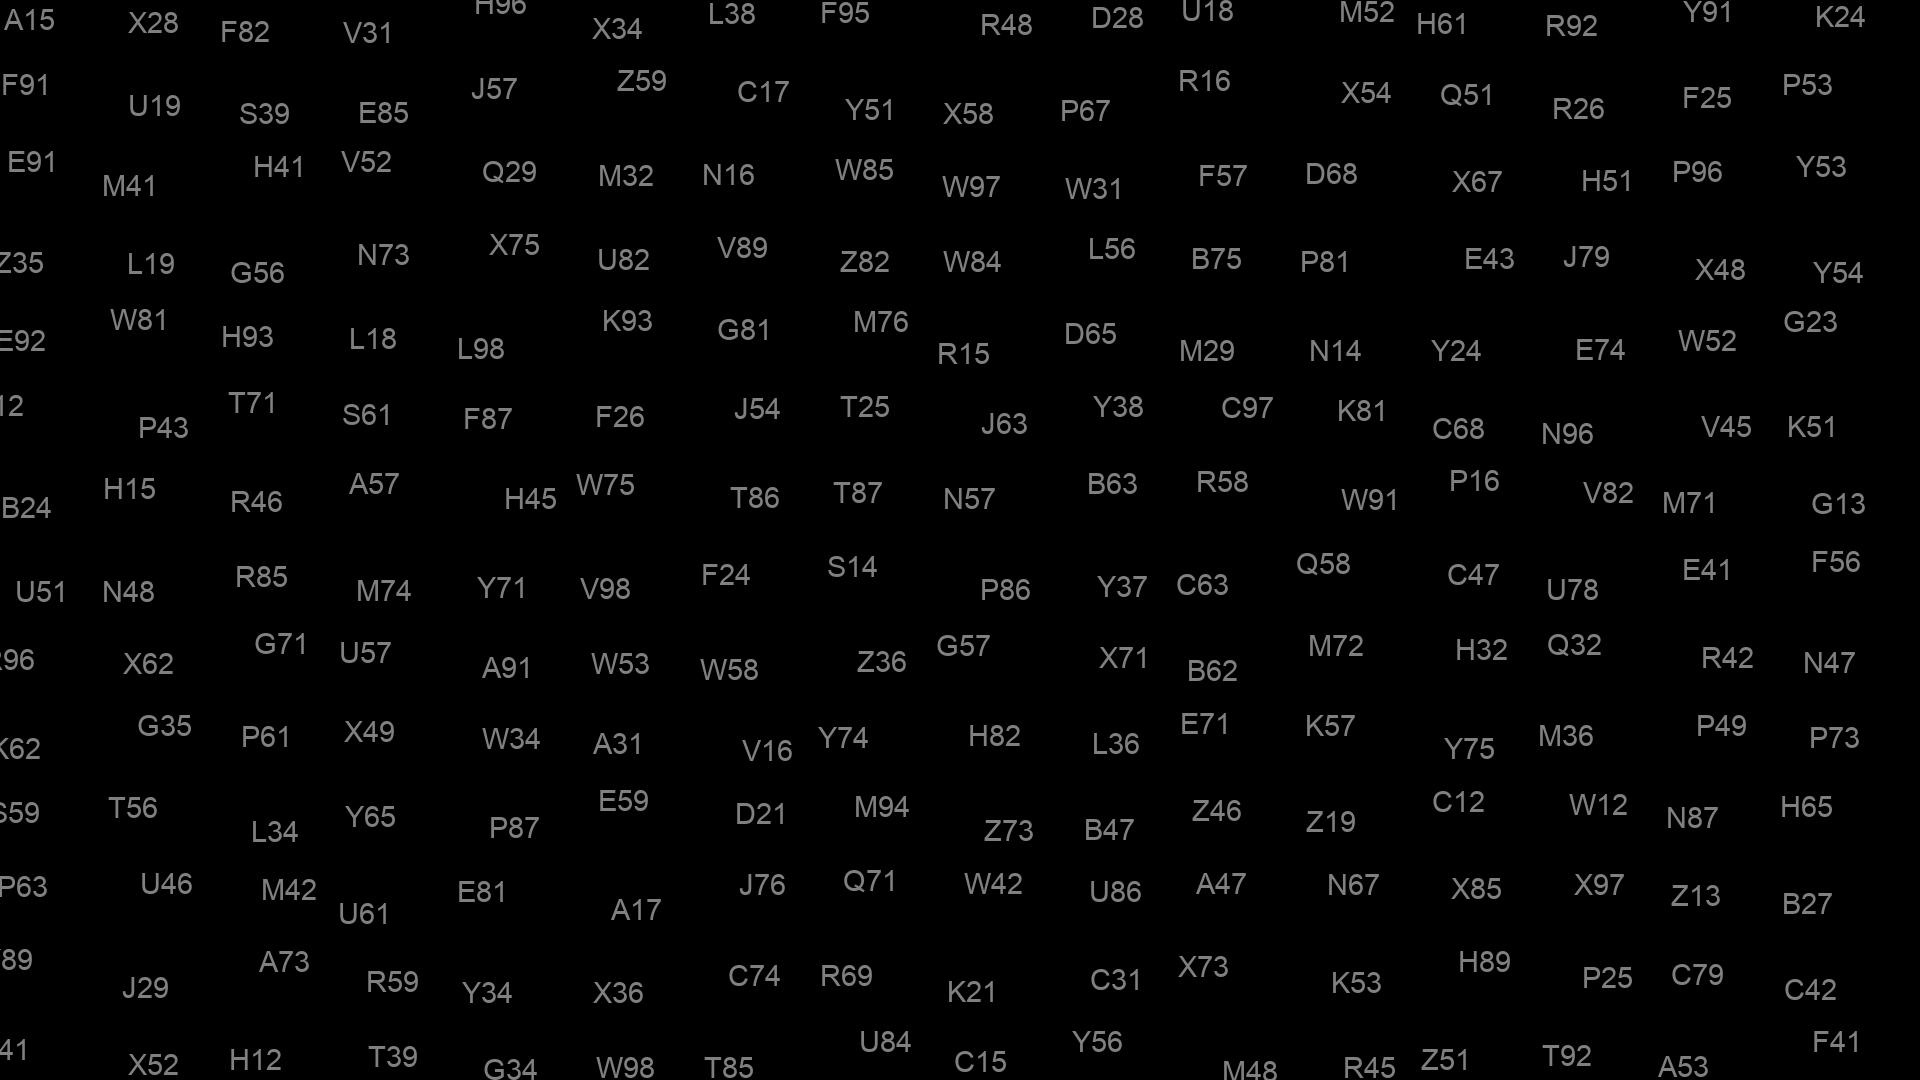 A15 X28 F82 V31 H96 X34 L38 F95 R48 D28 U18 M52 H61 R92 Y91 K24
F91 U19 S39 E85 J57 Z59 C17 Y51 X58 P67 R16 X54 Q51 R26 F25 P53
E91 M41 H41 V52 Q29 M32 N16 W85 W97 W31 F57 D68 X67 H51 P96 Y53
Z35 L19 G56 N73 X75 U82 V89 Z82 W84 L56 B75 P81 E43 J79 X48 Y54
E92 W81 H93 L18 L98 K93 G81 M76 R15 D65 M29 N14 Y24 E74 W52 G23
12 P43 T71 S61 F87 F26 J54 T25 J63 Y38 C97 K81 C68 N96 V45 K51
B24 H15 R46 A57 H45 W75 T86 T87 N57 B63 R58 W91 P16 V82 M71 G13
U51 N48 R85 M74 Y71 V98 F24 S14 P86 Y37 C63 Q58 C47 U78 E41 F56
R96 X62 G71 U57 A91 W53 W58 Z36 G57 X71 B62 M72 H32 Q32 R42 N47
K62 G35 P61 X49 W34 A31 V16 Y74 H82 L36 E71 K57 Y75 M36 P49 P73
S59 T56 L34 Y65 P87 E59 D21 M94 Z73 B47 Z46 Z19 C12 W12 N87 H65
P63 U46 M42 U61 E81 A17 J76 Q71 W42 U86 A47 N67 X85 X97 Z13 B27
89 J29 A73 R59 Y34 X36 C74 R69 K21 C31 X73 K53 H89 P25 C79 C42
41 X52 H12 T39 G34 W98 T85 U84 C15 Y56 M48 R45 Z51 T92 A53 F41